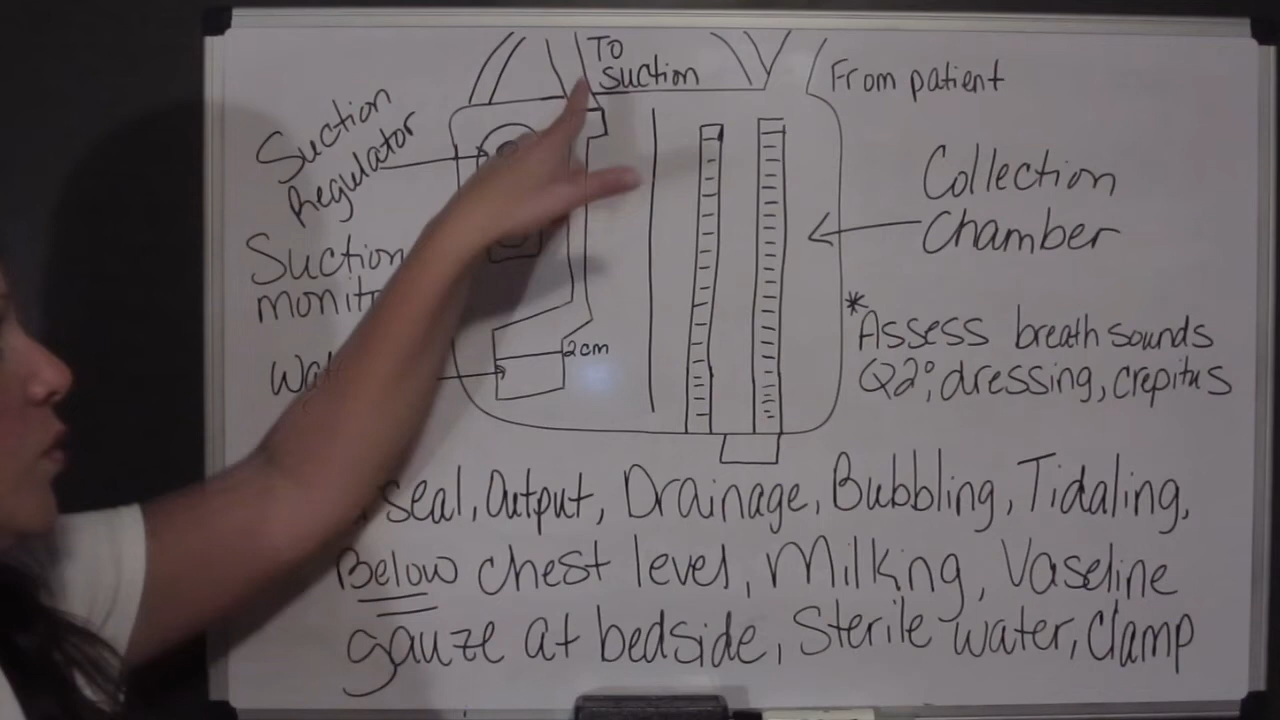 To
Suction
From patient
Suction
Regulator
Collection
Chamber
Suction
2cm
*Assess breath sounds
Q2°, dressing, crepitus
seal, Output, Drainage, Bubbling, Tidaling,
Below chest level, Milking, Vaseline
gauze at bedside, Sterile water, Clamp